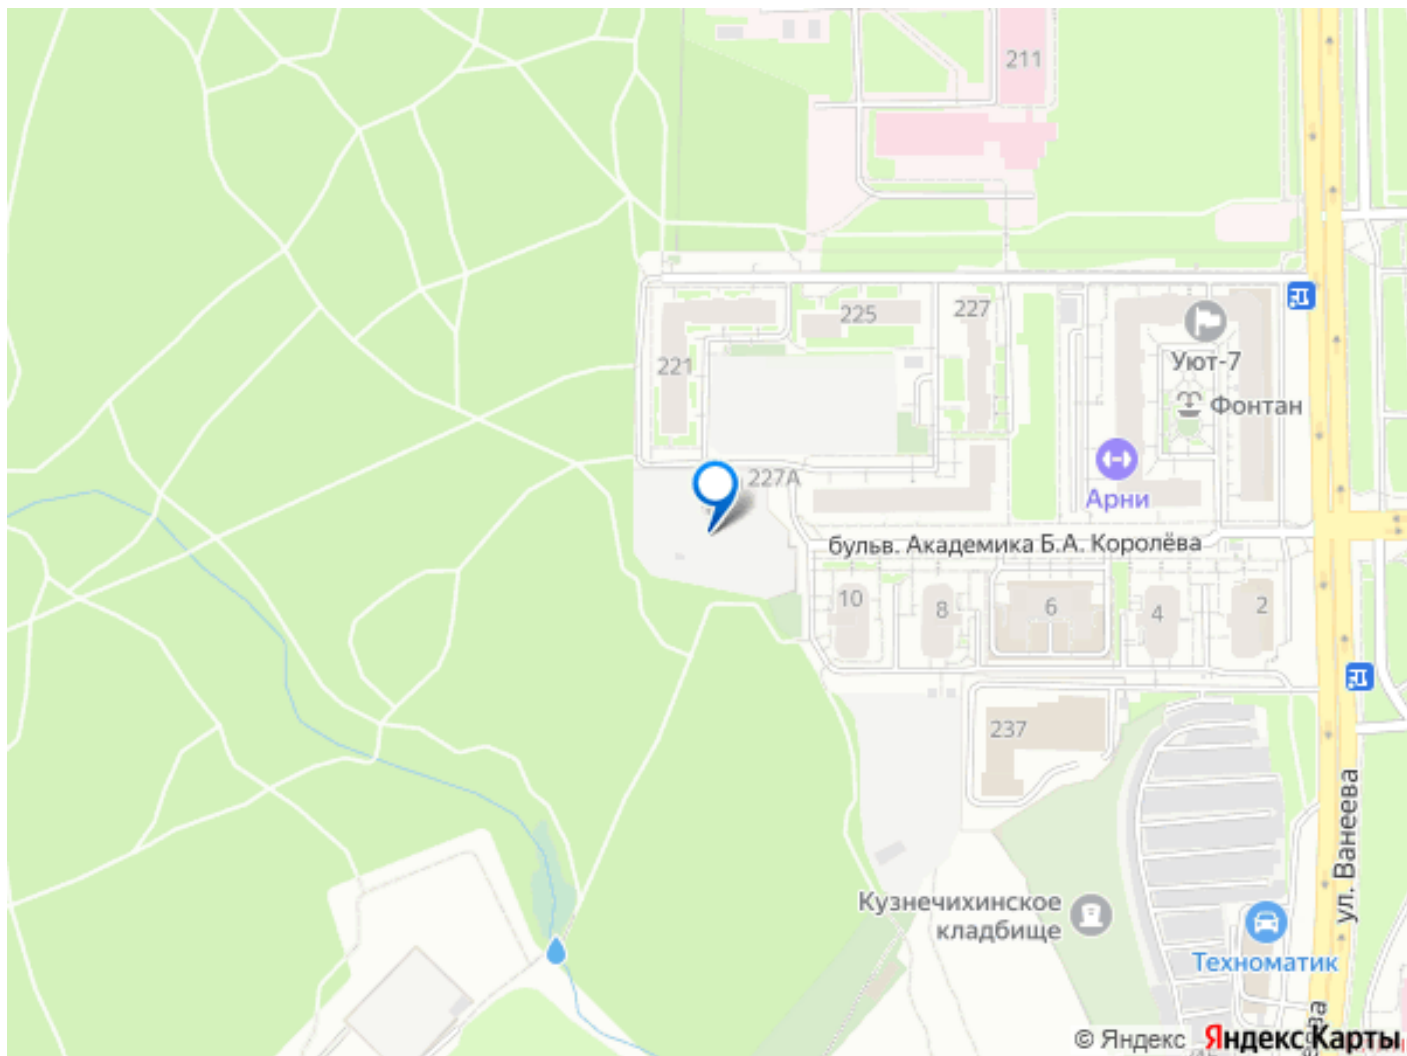 211
225
227
221
Уют-7
Фонтан
227А
Арни
бульв. Академика Б.А. Королёва
10
8
6
4
2
237
ул. Ванеева
Кузнечихинское
кладбище
Техноматик
© Яндекс Яндекс Карты